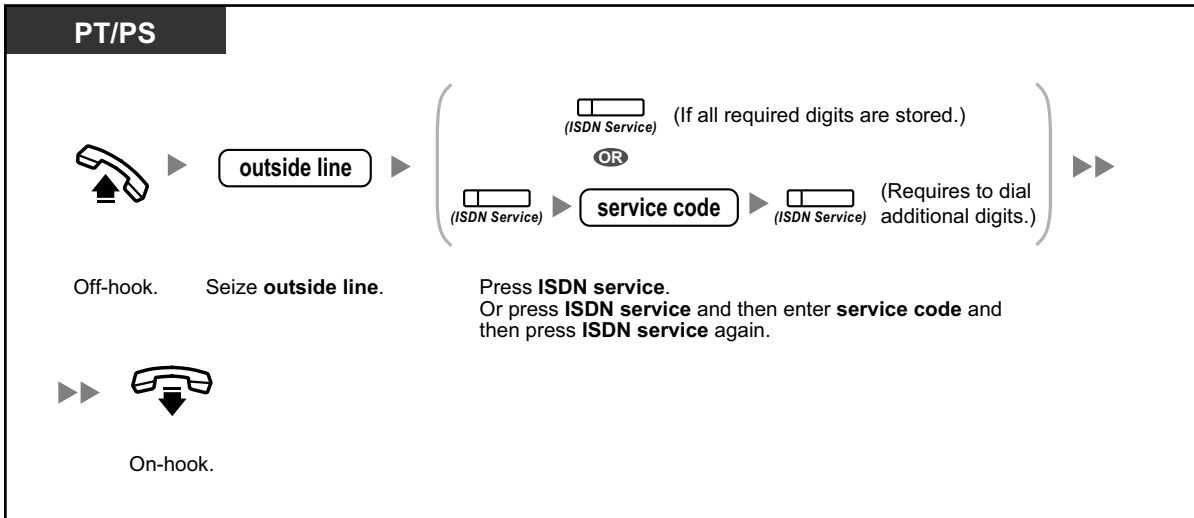 PT/PS
(ISDN Service) (If all required digits are stored.)
OR
outside line
(ISDN Service) service code (ISDN Service) (Requires to dial
additional digits.)
Off-hook. Seize outside line. Press ISDN service.
Or press ISDN service and then enter service code and
then press ISDN service again.
On-hook.